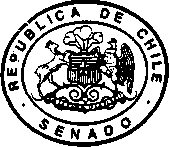 REPUBLICA DE CHILE
SENADO